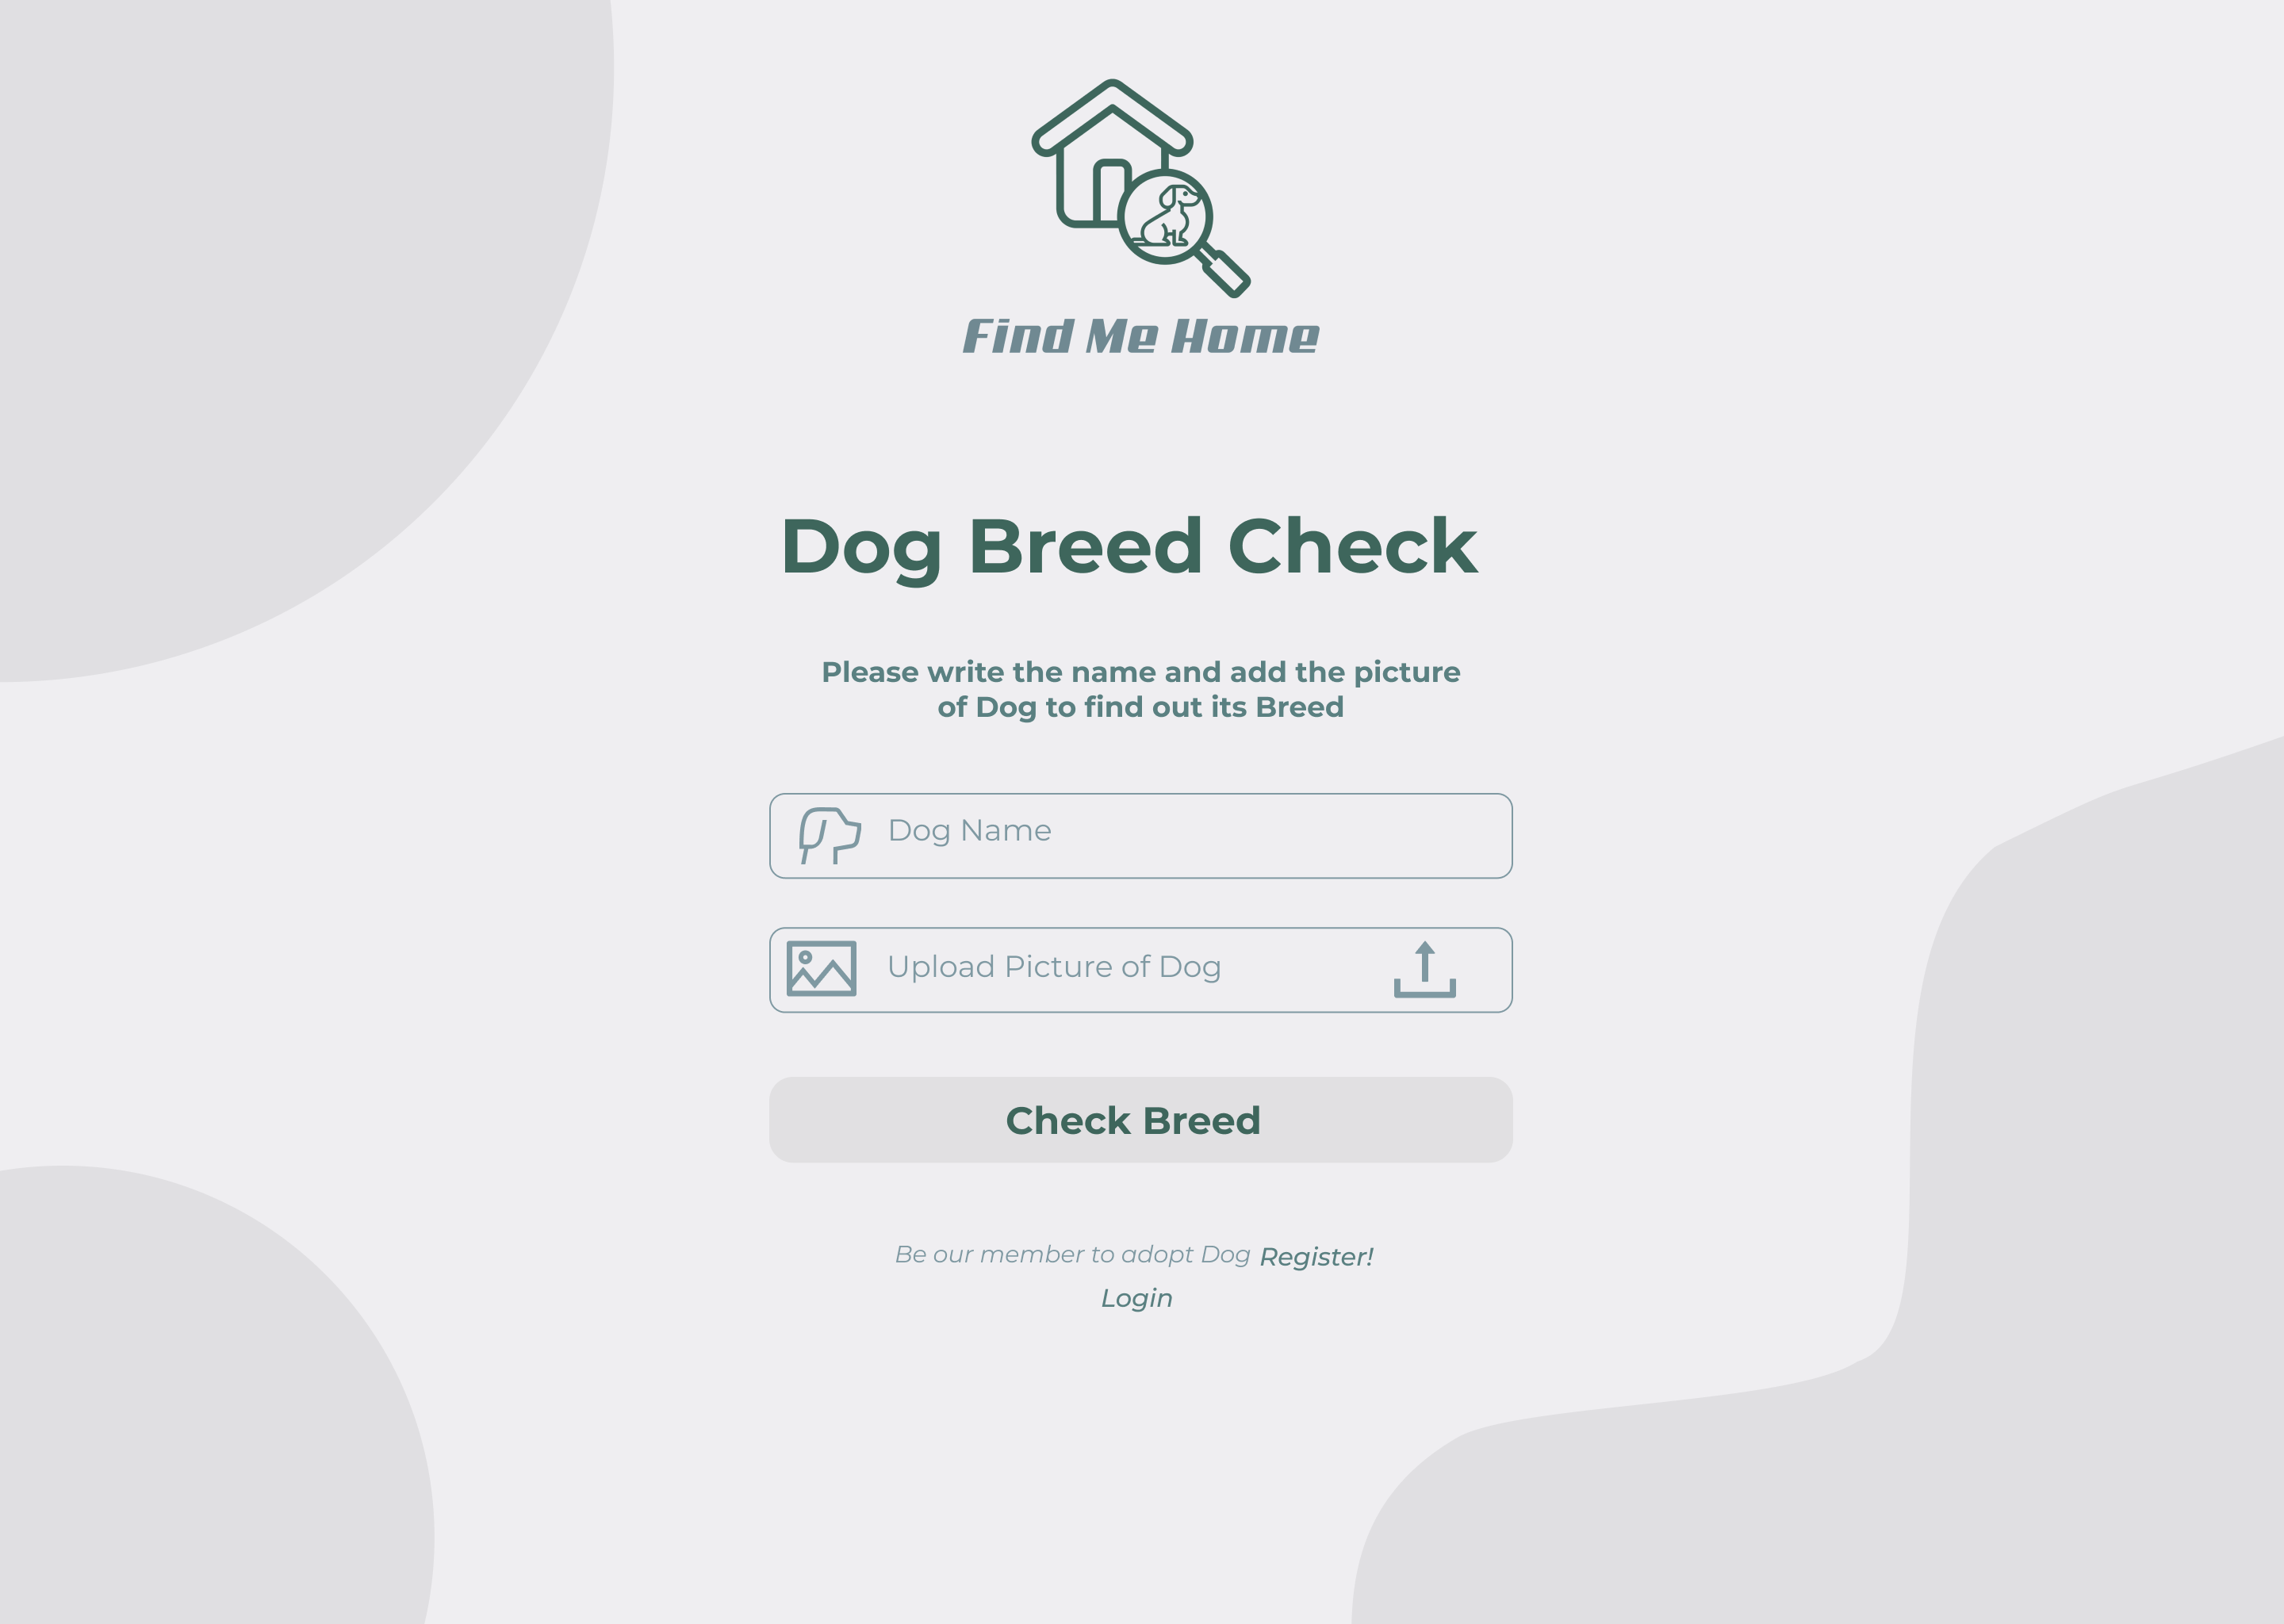 Find Me Home
Dog Breed Check
Please write the name and add the picture
of Dog to find out its Breed
Dog Name
Upload Picture of Dog
Check Breed
Be our member to adopt Dog Register!
Login